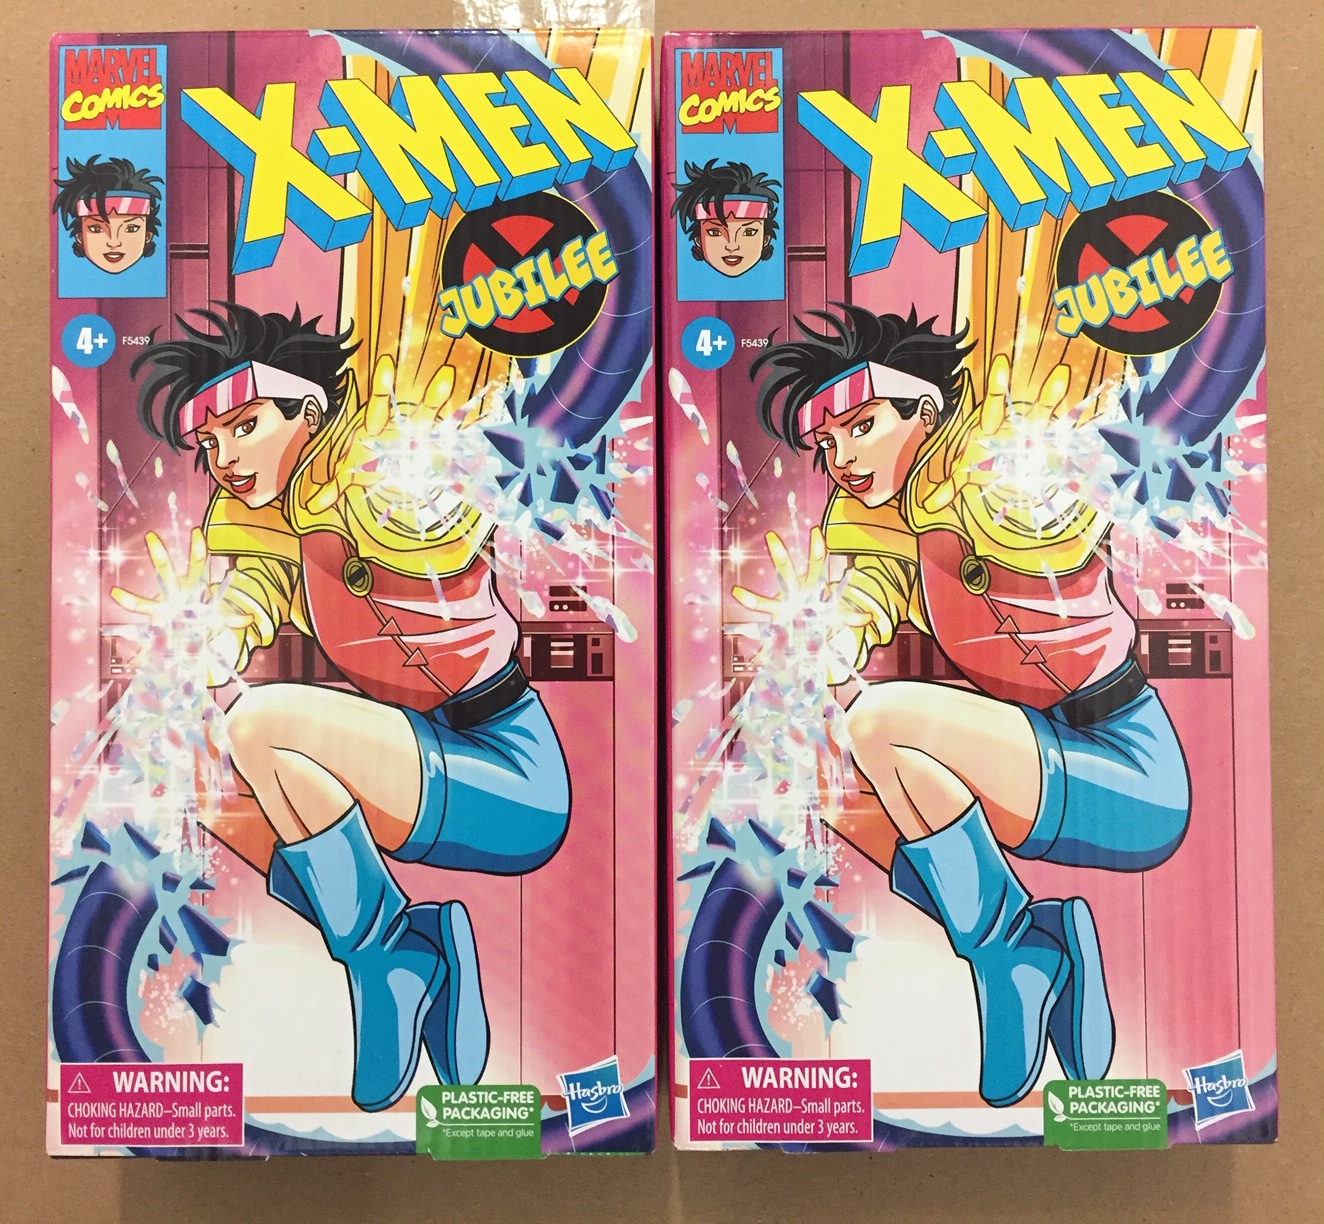 MARVEL
COMICS
X-MEN
JUBILEE
4+
F5439
WARNING:
CHOKING HAZARD–Small parts.
Not for children under 3 years.
PLASTIC-FREE
PACKAGING*
*Except tape and glue
Hasbro
MARVEL
COMICS
X-MEN
JUBILEE
4+
F5439
WARNING:
CHOKING HAZARD–Small parts.
Not for children under 3 years.
PLASTIC-FREE
PACKAGING*
*Except tape and glue
Hasbro